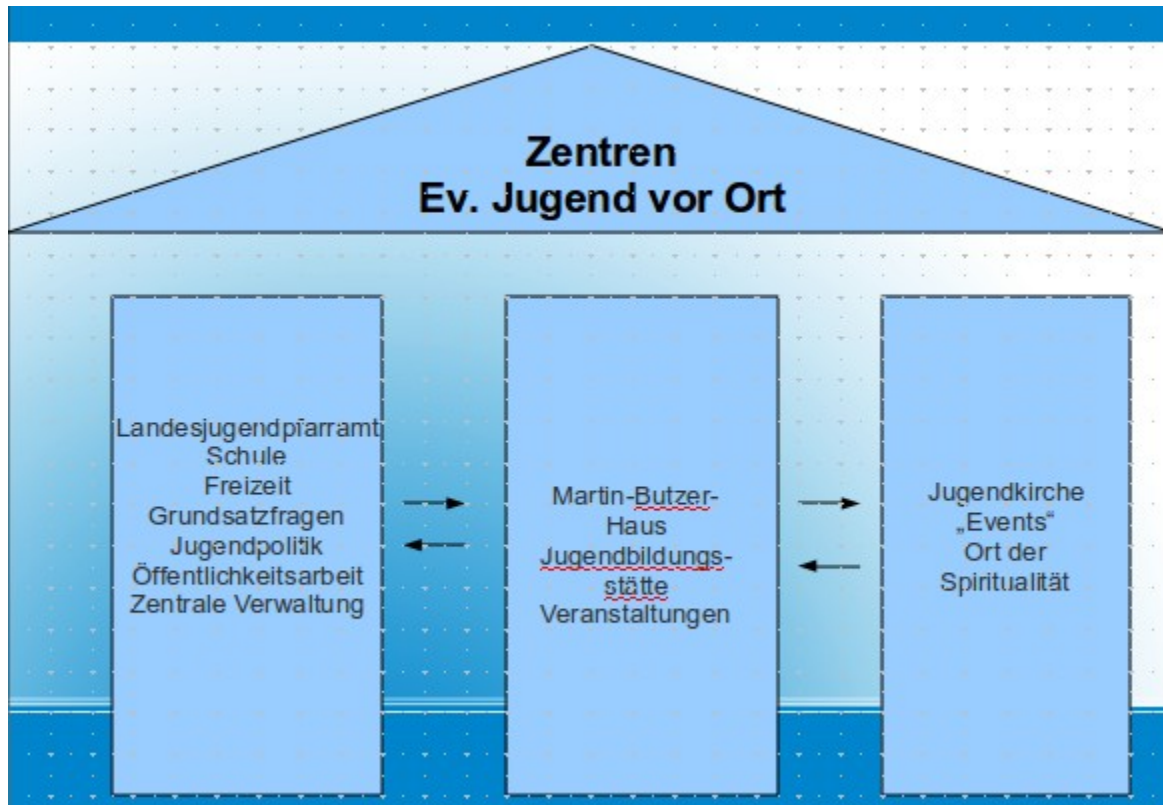 Zentren
Ev. Jugend vor Ort
Landesjugendpfarramt
Schule
Freizeit
Grundsatzfragen
Jugendpolitik
Öffentlichkeitsarbeit
Zentrale Verwaltung
Martin-Butzer-
Haus
Jugendbildungs-
stätte
Veranstaltungen
Jugendkirche
„Events“
Ort der
Spiritualität